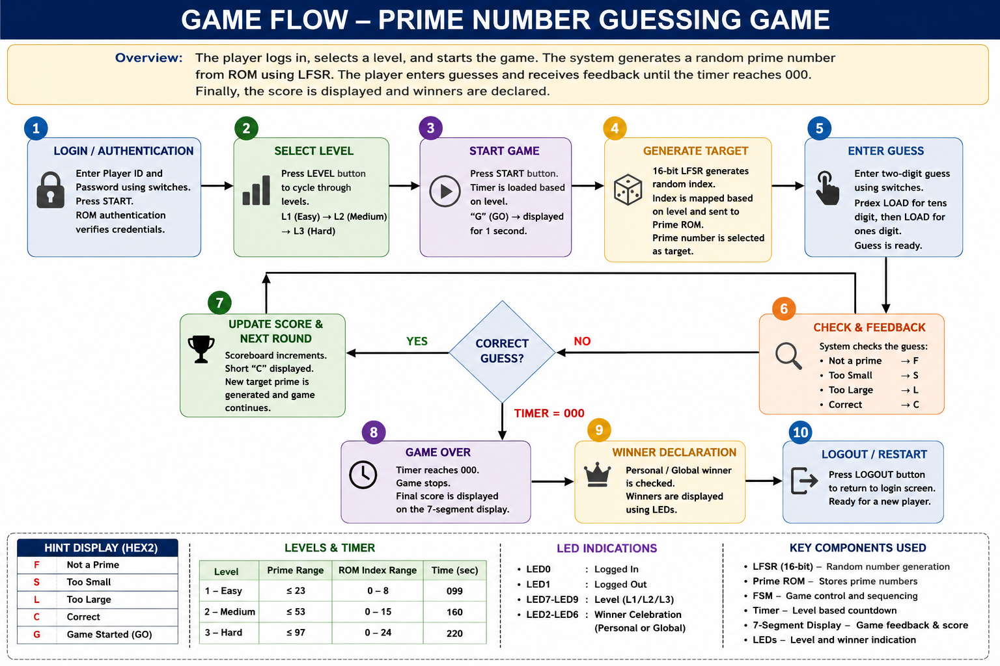 GAME FLOW – PRIME NUMBER GUESSING GAME
Overview: The player logs in, selects a level, and starts the game. The system generates a random prime number
from ROM using LFSR. The player enters guesses and receives feedback until the timer reaches 000.
Finally, the score is displayed and winners are declared.
1
LOGIN / AUTHENTICATION
Enter Player ID and
Password using switches.
Press START.
ROM authentication
verifies credentials.
2
SELECT LEVEL
Press LEVEL button
to cycle through
levels.
L1 (Easy) → L2 (Medium)
→ L3 (Hard)
3
START GAME
Press START button.
Timer is loaded based
on level.
“G” (GO) → displayed
for 1 second.
4
GENERATE TARGET
16-bit LFSR generates
random index.
Index is mapped based
on level and sent to
Prime ROM.
Prime number is selected
as target.
5
ENTER GUESS
Enter two-digit guess
using switches.
Prdex LOAD for tens
digit, then LOAD for
ones digit.
Guess is ready.
6
CHECK & FEEDBACK
System checks the guess:
• Not a prime → F
• Too Small → S
• Too Large → L
• Correct → C
NO
CORRECT
GUESS?
YES
TIMER = 000
7
UPDATE SCORE &
NEXT ROUND
Scoreboard increments.
Short “C” displayed.
New target prime is
generated and game
continues.
8
GAME OVER
Timer reaches 000.
Game stops.
Final score is displayed
on the 7-segment display.
9
WINNER DECLARATION
Personal / Global winner
is checked.
Winners are displayed
using LEDs.
10
LOGOUT / RESTART
Press LOGOUT button
to return to login screen.
Ready for a new player.
HINT DISPLAY (HEX2)
F Not a Prime
S Too Small
L Too Large
C Correct
G Game Started (GO)
LEVELS & TIMER
Level Prime Range ROM Index Range Time (sec)
1 – Easy ≤ 23 0 – 8 099
2 – Medium ≤ 53 0 – 15 160
3 – Hard ≤ 97 0 – 24 220
LED INDICATIONS
• LED0 : Logged In
• LED1 : Logged Out
• LED7-LED9 : Level (L1/L2/L3)
• LED2-LED6 : Winner Celebration
(Personal or Global)
KEY COMPONENTS USED
• LFSR (16-bit) – Random number generation
• Prime ROM – Stores prime numbers
• FSM – Game control and sequencing
• Timer – Level based countdown
• 7-Segment Display – Game feedback & score
• LEDs – Level and winner indication